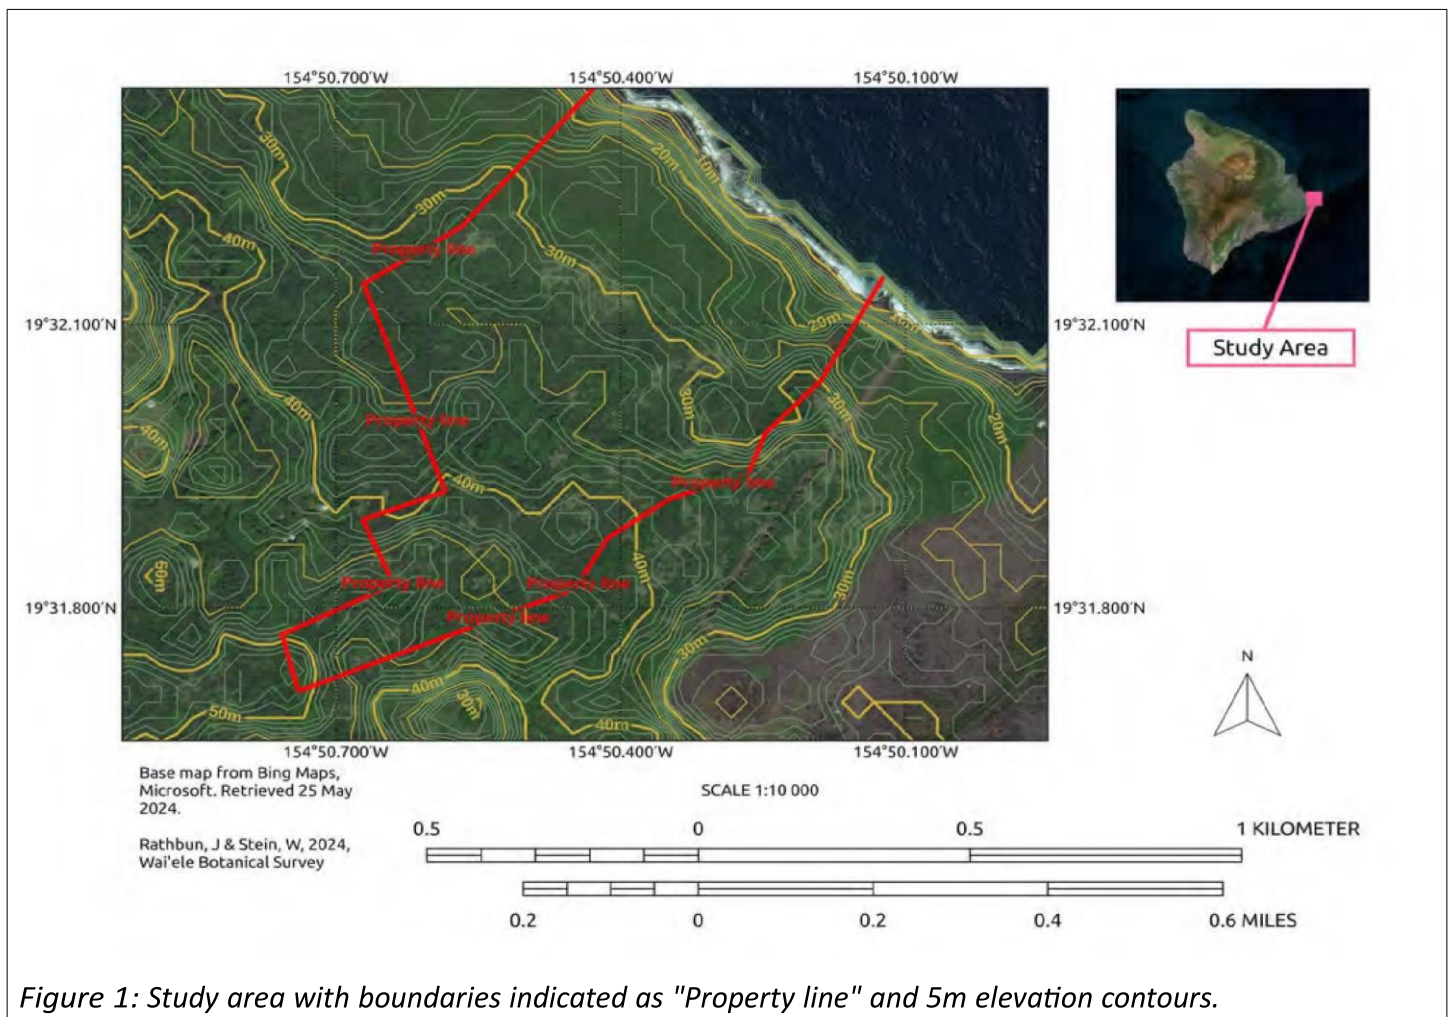 154°50.700′W 154°50.400′W 154°50.100′W
30m
20m
10m
30m
40m
Property line
30m
19°32.100′N
20m
19°32.100′N
Study Area
40m
30m
30m
20m
Property line
40m
40m
Property line
50m
40m
Property line
Property line
30m
19°31.800′N
19°31.800′N
Property line
30m
N
40m
30m
50m
40m
154°50.700′W 154°50.400′W 154°50.100′W
Base map from Bing Maps,
Microsoft. Retrieved 25 May
2024.
Rathbun, J & Stein, W, 2024,
Wai'ele Botanical Survey
SCALE 1:10 000
0.5 0 0.5 1 KILOMETER
0.2 0 0.2 0.4 0.6 MILES
Figure 1: Study area with boundaries indicated as "Property line" and 5m elevation contours.